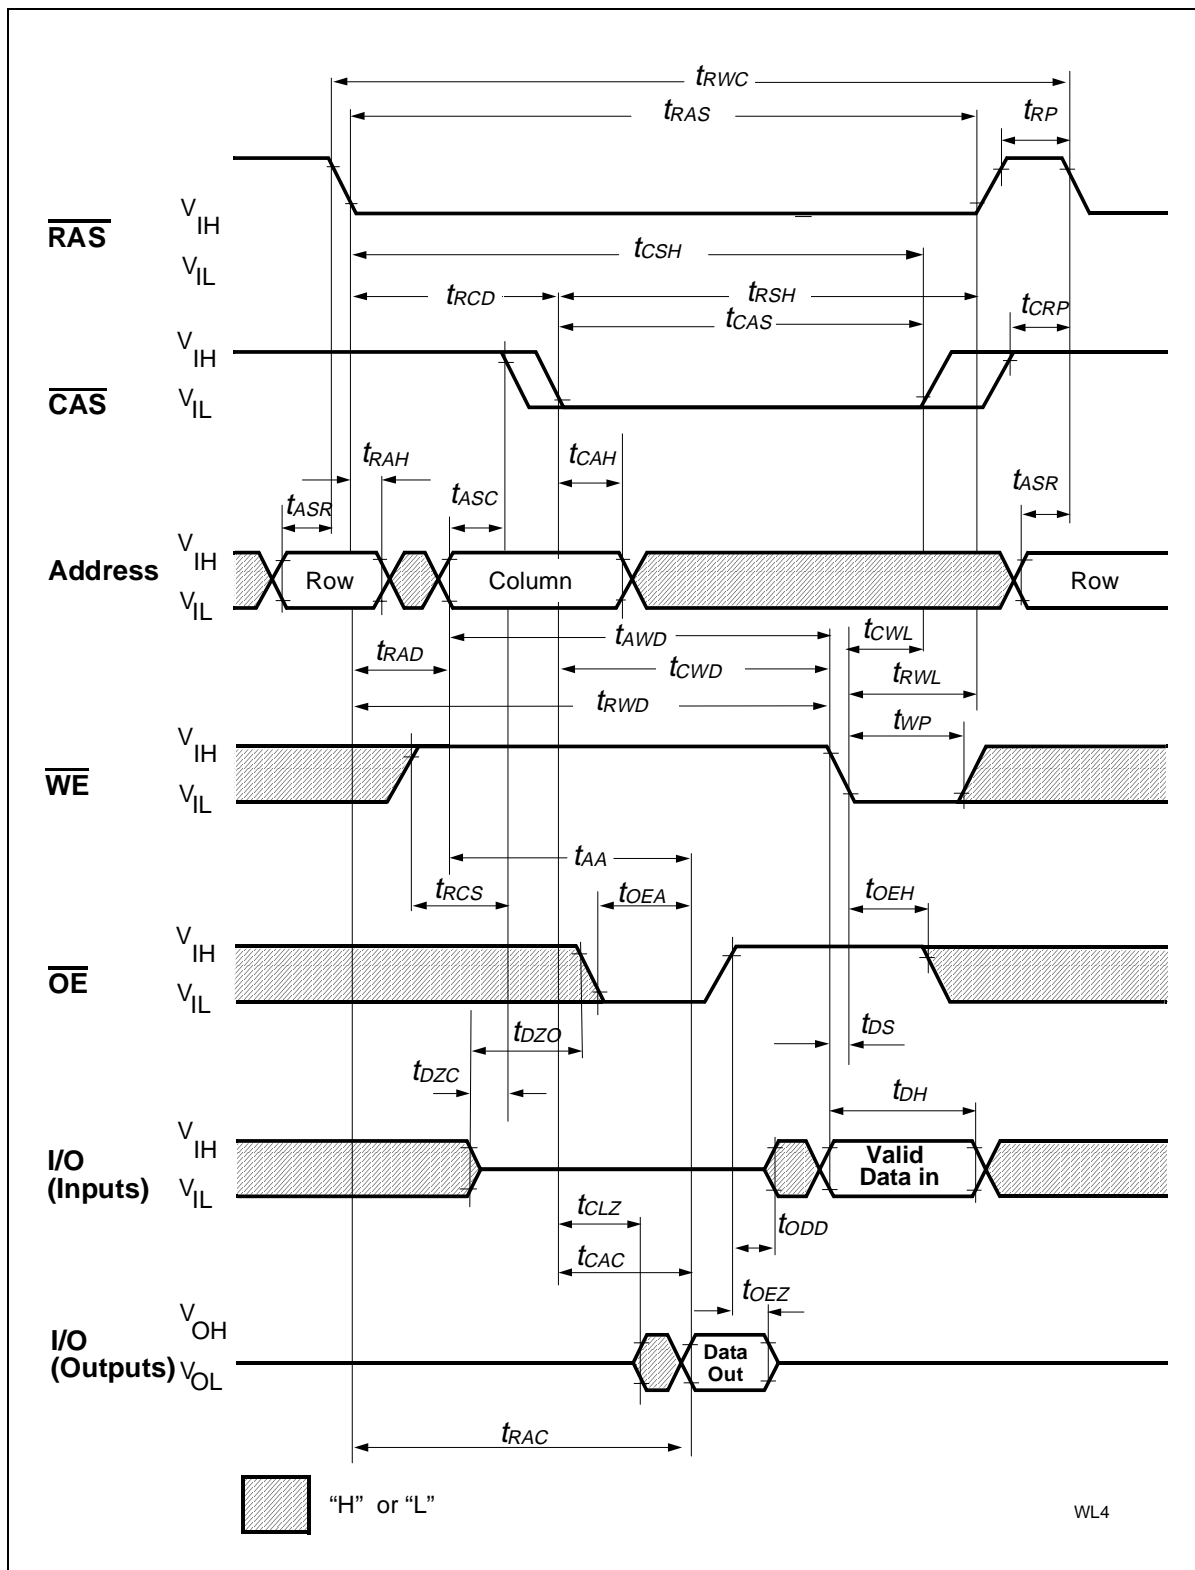 tRWC
tRAS
tRP
RAS
VIH
VIL
tCSH
tRCD
tRSH
tCAS
tCRP
CAS
VIH
VIL
tRAH
tCAH
tASR
tASC
tASR
Address
VIH
VIL
Row
Column
Row
tAWD
tCWL
tRAD
tCWD
tRWL
tRWD
tWP
WE
VIH
VIL
tAA
tRCS
tOEA
tOEH
OE
VIH
VIL
tDZO
tDS
tDZC
tDH
I/O
(Inputs)
VIH
VIL
Valid
Data in
tCLZ
tODD
tCAC
tOEZ
I/O
(Outputs)
VOH
VOL
Data
Out
tRAC
“H” or “L”
WL4